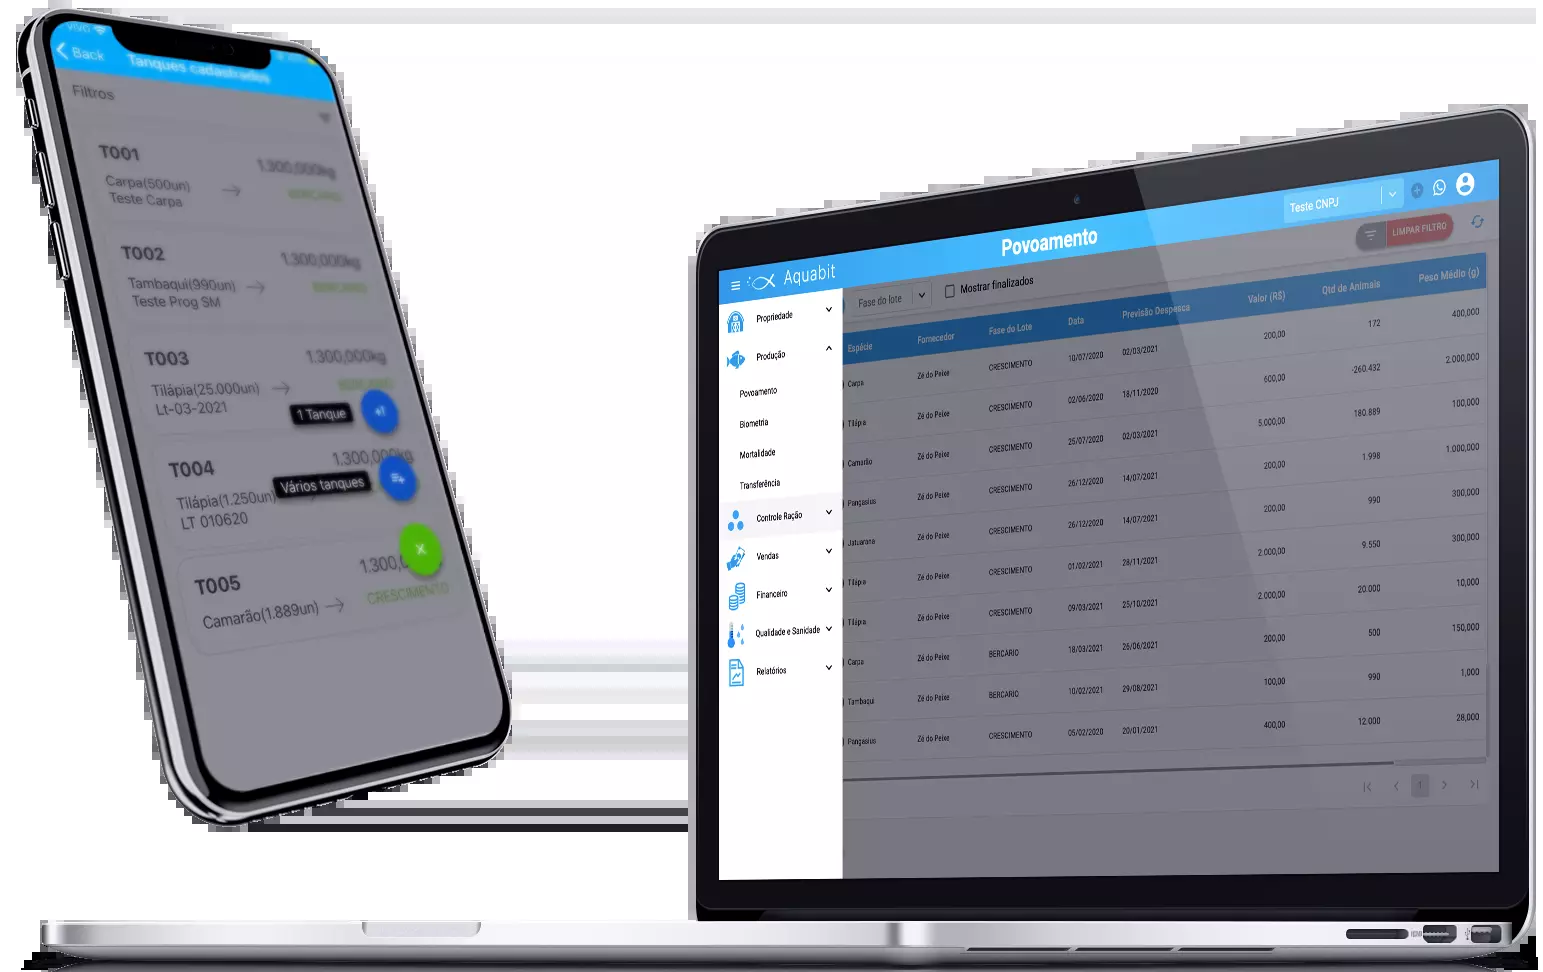 vivo
Back
Tanques cadastrados
Filtros
T001
1.300,000kg
Carpa(500un)
Teste Carpa
BERCARIO
T002
1.300,000kg
Tambaqui(990un)
Teste Prog SM
BERCARIO
T003
1.300,000kg
Tilápia(25.000un)
Lt-03-2021
BERCARIO
1 Tanque
T004
1.300,000kg
Tilápia(1.250un)
LT 010620
Vários tanques
T005
1.300,0
Camarão(1.889un)
CRESCIMENTO
Aquabit
Povoamento
Teste CNPJ
LIMPAR FILTRO
Fase do lote
Mostrar finalizados
Propriedade
Produção
Povoamento
Biometria
Mortalidade
Transferência
Controle Ração
Vendas
Financeiro
Qualidade e Sanidade
Relatórios
Espécie Fornecedor Fase do Lote Data Previsão Despesca Valor (R$) Qtd de Animais Peso Médio (g)
Carpa Zé do Peixe CRESCIMENTO 10/07/2020 02/03/2021 200,00 172 400,000
Tilápia Zé do Peixe CRESCIMENTO 02/06/2020 18/11/2020 600,00 -260.432 2.000,000
Camarão Zé do Peixe CRESCIMENTO 25/07/2020 02/03/2021 5.000,00 180.889 100,000
Pangasius Zé do Peixe CRESCIMENTO 26/12/2020 14/07/2021 200,00 1.998 1.000,000
Jatuarana Zé do Peixe CRESCIMENTO 26/12/2020 14/07/2021 200,00 990 300,000
Tilápia Zé do Peixe CRESCIMENTO 01/02/2021 28/11/2021 2.000,00 9.550 300,000
Tilápia Zé do Peixe CRESCIMENTO 09/03/2021 25/10/2021 2.000,00 20.000 10,000
Carpa Zé do Peixe BERCARIO 18/03/2021 26/06/2021 200,00 500 150,000
Tambaqui Zé do Peixe BERCARIO 10/02/2021 29/08/2021 100,00 990 1,000
Pangasius Zé do Peixe CRESCIMENTO 05/02/2020 20/01/2021 400,00 12.000 28,000
1
HDMI